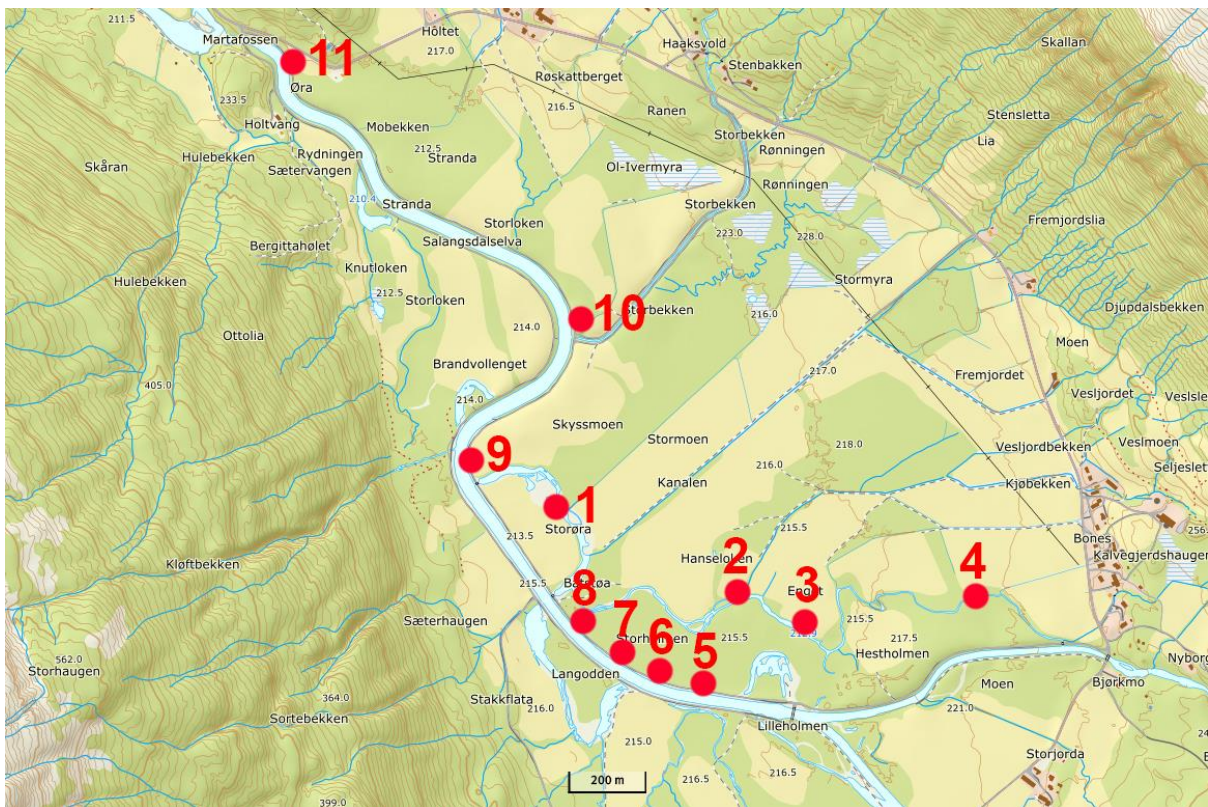 211.5
Martafossen
11
Øra
Høltet
217.0
Haaksvold
Stenbakken
Skallan
Røskattberget
216.5
Ranen
Stensletta
233.5
Holtvang
Mobekken
212.5
Stranda
Storbekken
Rønningen
Lia
Hulebekken
Rydningen
Sætervangen
Skåran
Ol-Ivermyra
Rønningen
210.4
Stranda
Storloken
Storbekken
223.0
228.0
Fremjordslia
Bergittahølet
Salangsdalselva
Knutloken
Stormyra
Hulebekken
212.5
Storloken
10
Storbekken
216.0
Djupdalsbekken
Ottolia
214.0
Moen
Brandvollenget
217.0
Fremjordet
405.0
214.0
Vesljordet
Skyssmoen
Stormoen
218.0
Vesljordbekken
Veslmoen
9
216.0
Kanalen
Kjøbekken
1
Storøra
213.5
215.5
Bones
256.
Kløftbekken
2
Hanseloken
4
Kalvegjerdshaugen
215.5
8
3
Enget
Sæterhaugen
7
Storholmen
6
215.5
215.5
5
217.5
Hestholmen
562.0
Storhaugen
Langodden
Stakkflata
364.0
216.0
Moen
Bjørkmo
Nyborg
Sortebekken
Lilleholmen
221.0
215.0
Storjorda
200 m
216.5
216.5
399.0